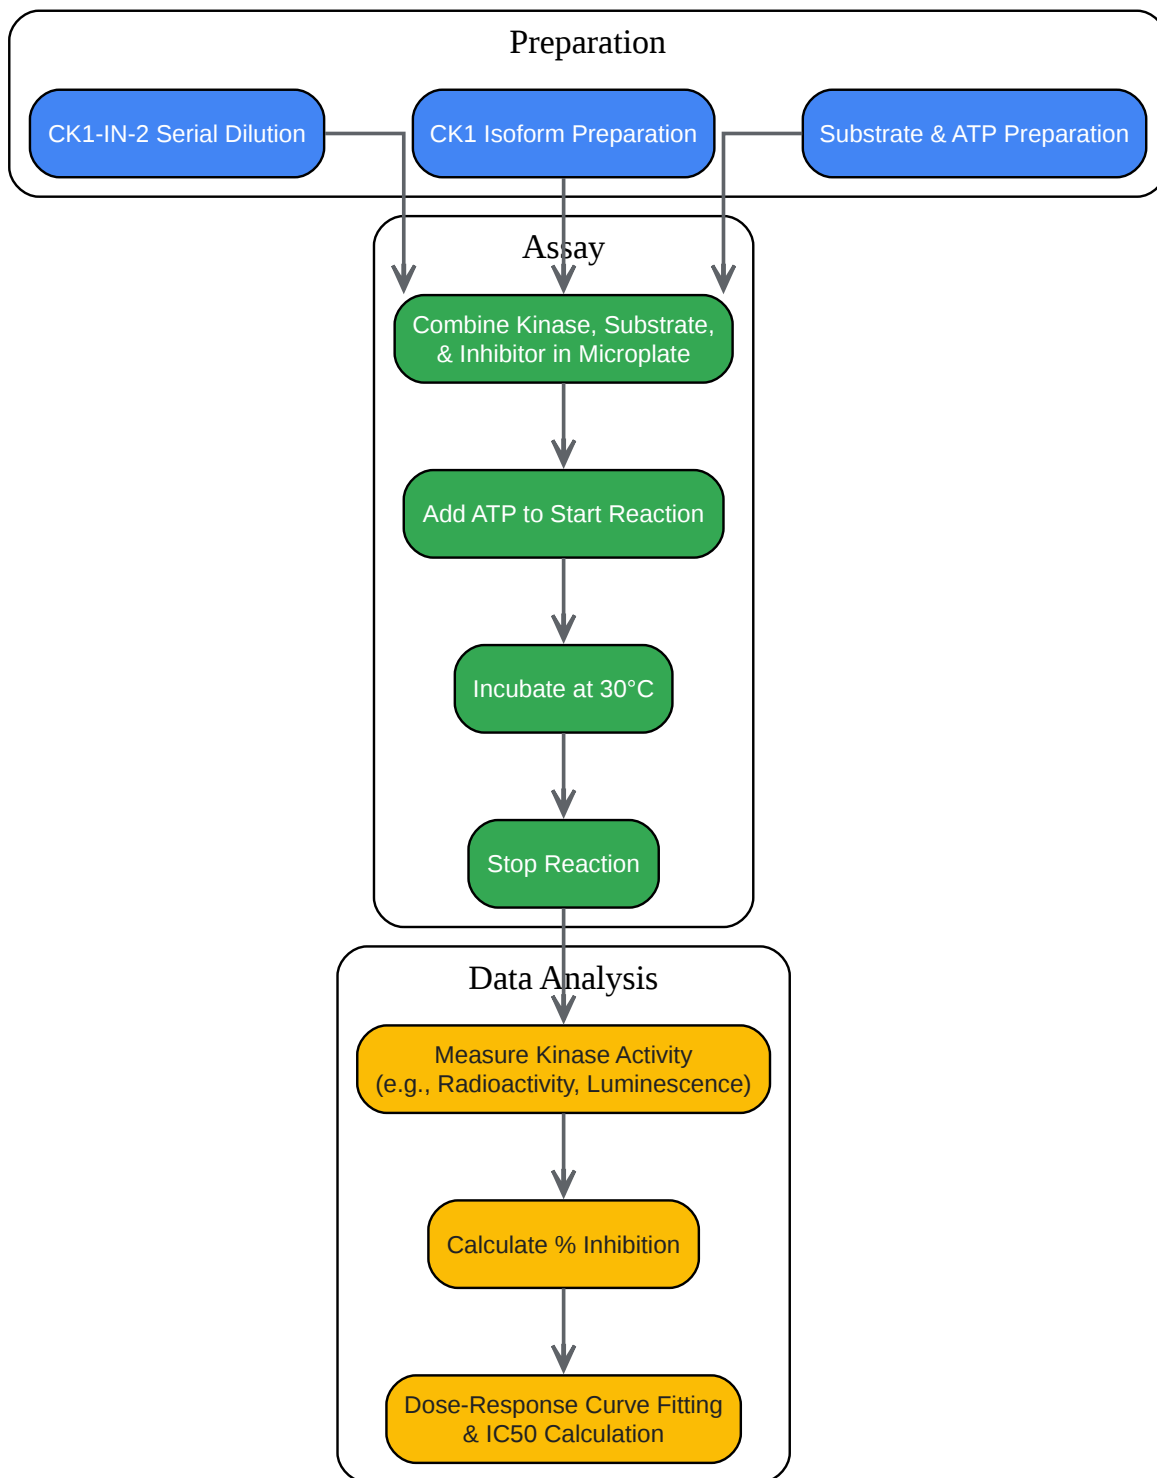 Preparation
CK1-IN-2 Serial Dilution
CK1 Isoform Preparation
Substrate & ATP Preparation
Assay
Combine Kinase, Substrate,
& Inhibitor in Microplate
Add ATP to Start Reaction
Incubate at 30°C
Stop Reaction
Data Analysis
Measure Kinase Activity
(e.g., Radioactivity, Luminescence)
Calculate % Inhibition
Dose-Response Curve Fitting
& IC50 Calculation